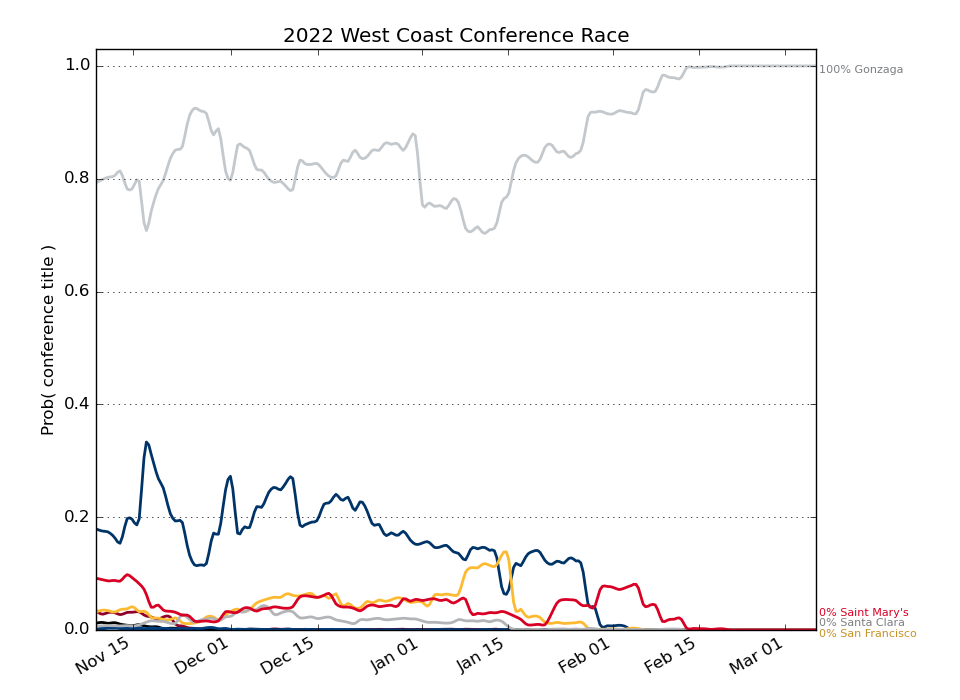 2022 West Coast Conference Race
1.0
100% Gonzaga
0.8
0.6
Prob( conference title )
0.4
0.2
0.0
0% Saint Mary's
0% Santa Clara
0% San Francisco
Nov 15
Dec 01
Dec 15
Jan 01
Jan 15
Feb 01
Feb 15
Mar 01